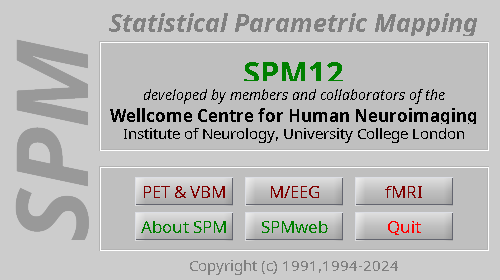 Statistical Parametric Mapping
SPM
SPM12
developed by members and collaborators of the
Wellcome Centre for Human Neuroimaging
Institute of Neurology, University College London
PET & VBM
M/EEG
fMRI
About SPM
SPMweb
Quit
Copyright (c) 1991,1994-2024